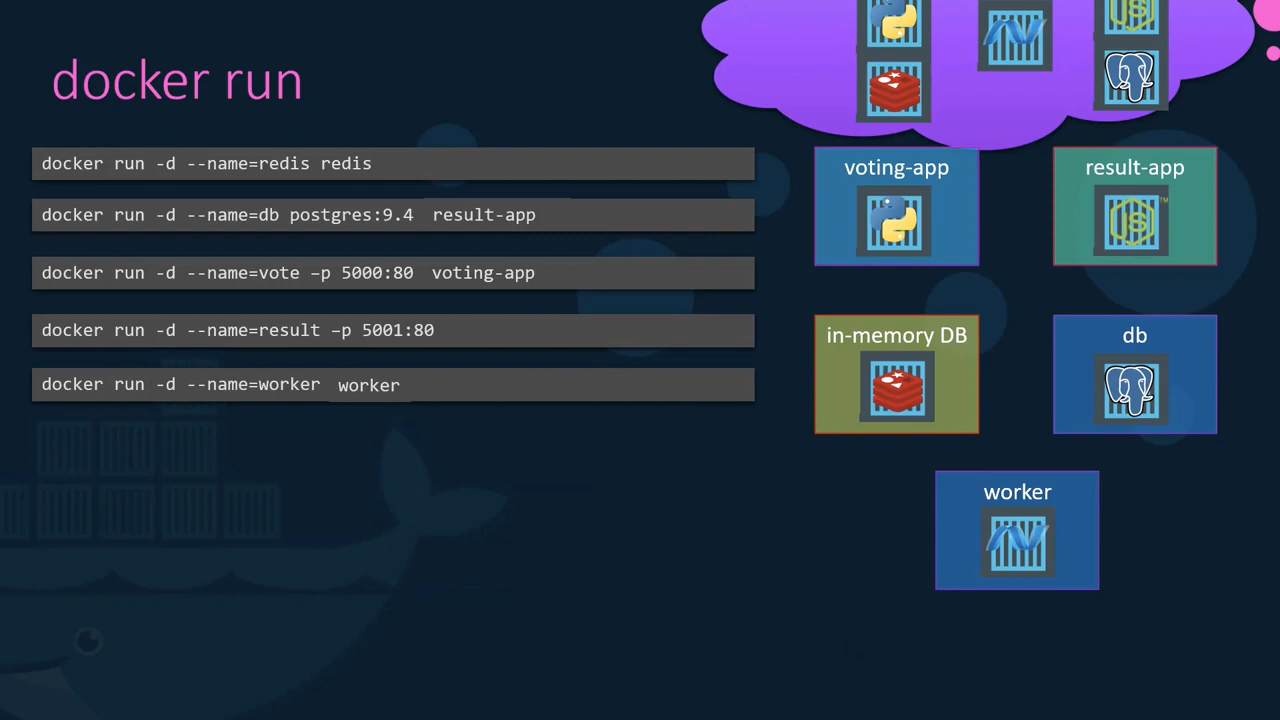 docker run
docker run -d --name=redis redis
docker run -d --name=db postgres:9.4 result-app
docker run -d --name=vote –p 5000:80 voting-app
docker run -d --name=result –p 5001:80
docker run -d --name=worker worker
voting-app
result-app
JS™
in-memory DB
db
worker